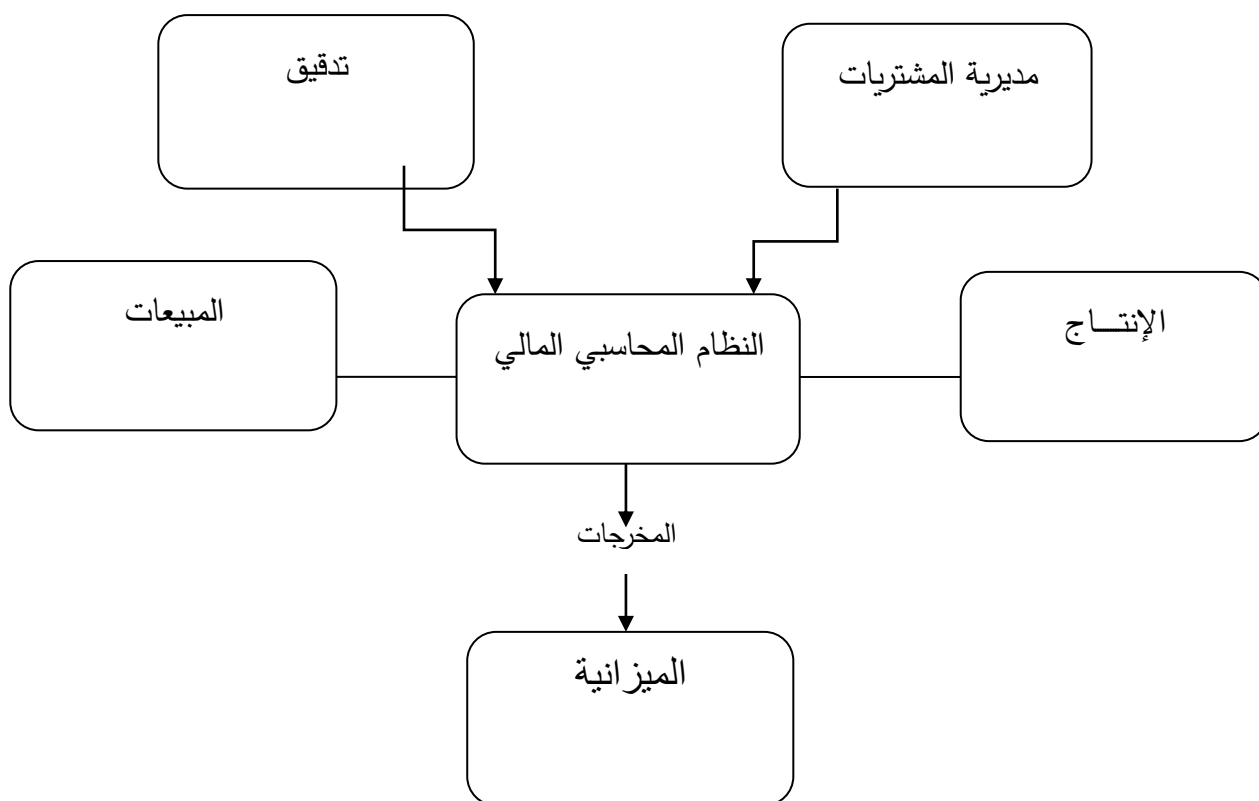 مديرية المشتريات
تدقيق
الإنتـــاج
النظام المحاسبي المالي
المبيعات
المخرجات
الميزانية